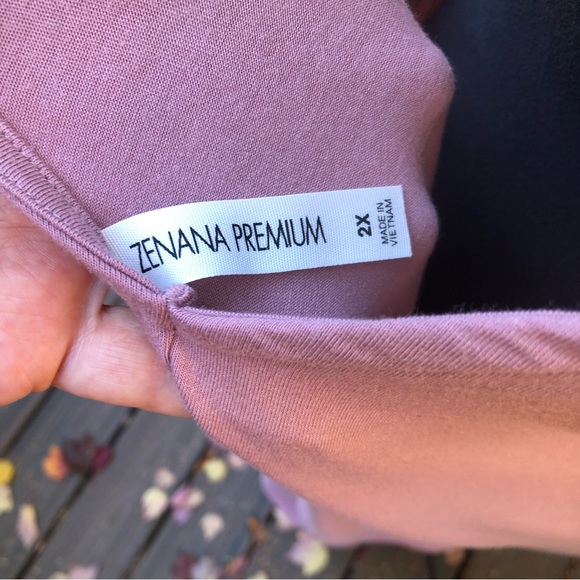 ZENANA PREMIUM
2X
MADE IN
VIETNAM